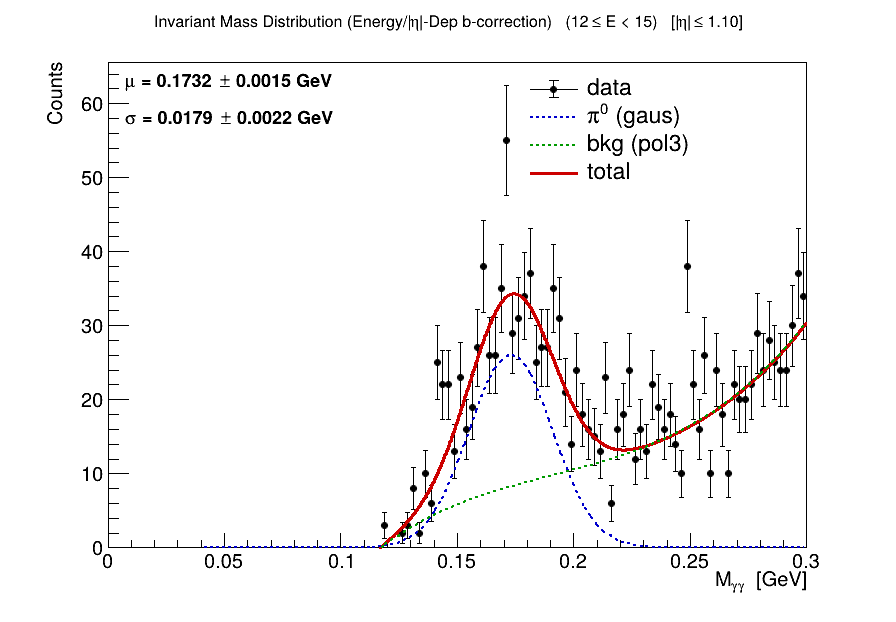 Invariant Mass Distribution (Energy/|η|-Dep b-correction) (12 ≤ E < 15) [|η| ≤ 1.10]
μ = 0.1732 ± 0.0015 GeV
σ = 0.0179 ± 0.0022 GeV
data
π⁰ (gaus)
bkg (pol3)
total
Counts
60
50
40
30
20
10
0
0 0.05 0.1 0.15 0.2 0.25 0.3
M_γγ [GeV]